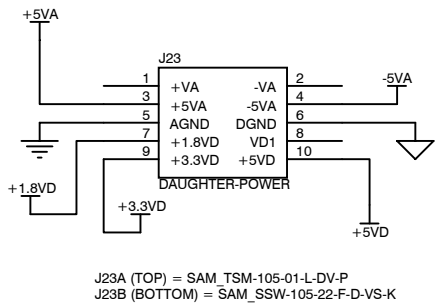 +5VA
J23
1 +VA -VA 2
3 +5VA -5VA 4
-5VA
5 AGND DGND 6
7 +1.8VD VD1 8
9 +3.3VD +5VD 10
DAUGHTER-POWER
+1.8VD
+3.3VD
+5VD
J23A (TOP) = SAM_TSM-105-01-L-DV-P
J23B (BOTTOM) = SAM_SSW-105-22-F-D-VS-K